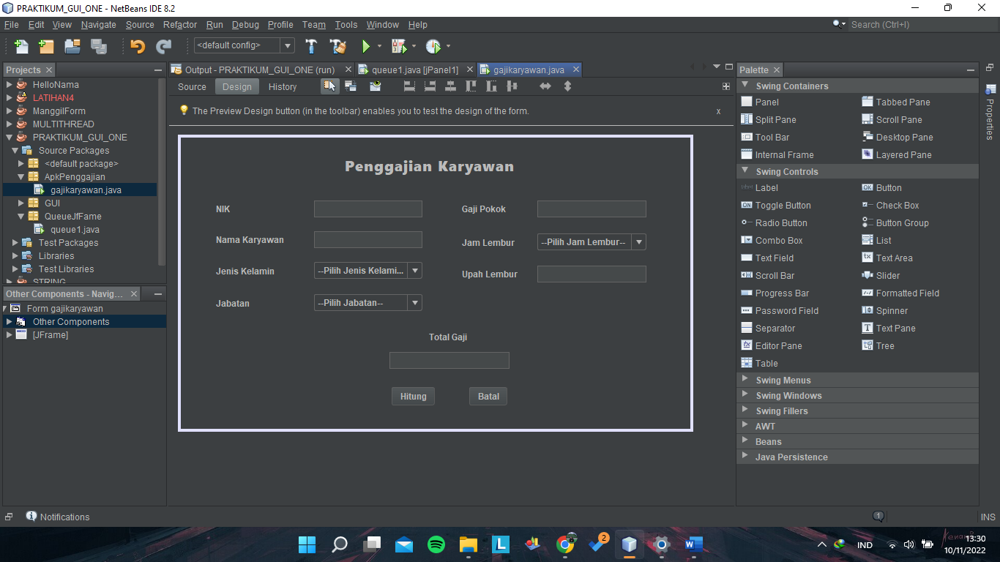 PRAKTIKUM_GUI_ONE - NetBeans IDE 8.2
File Edit View Navigate Source Refactor Run Debug Profile Team Tools Window Help
Search (Ctrl+I)
<default config>
Projects
HelloNama
LATIHAN4
ManggilForm
MULTITHREAD
PRAKTIKUM_GUI_ONE
Source Packages
<default package>
ApkPenggajian
gajikaryawan.java
GUI
QueueJfFame
queue1.java
Test Packages
Libraries
Test Libraries
STRING
Other Components - Navig...
Form gajikaryawan
Other Components
[JFrame]
Output - PRAKTIKUM_GUI_ONE (run)
queue1.java [jPanel1]
gajikaryawan.java
Source Design History
The Preview Design button (in the toolbar) enables you to test the design of the form.
x
Penggajian Karyawan
NIK
Nama Karyawan
Jenis Kelamin
--Pilih Jenis Kelami...
Jabatan
--Pilih Jabatan--
Gaji Pokok
Jam Lembur
--Pilih Jam Lembur--
Upah Lembur
Total Gaji
Hitung
Batal
Palette
Swing Containers
Panel
Tabbed Pane
Split Pane
Scroll Pane
Tool Bar
Desktop Pane
Internal Frame
Layered Pane
Swing Controls
Label
Button
Toggle Button
Check Box
Radio Button
Button Group
Combo Box
List
Text Field
Text Area
Scroll Bar
Slider
Progress Bar
Formatted Field
Password Field
Spinner
Separator
Text Pane
Editor Pane
Tree
Table
Swing Menus
Swing Windows
Swing Fillers
AWT
Beans
Java Persistence
Properties
Notifications
1
INS
2
IND
13:30
10/11/2022